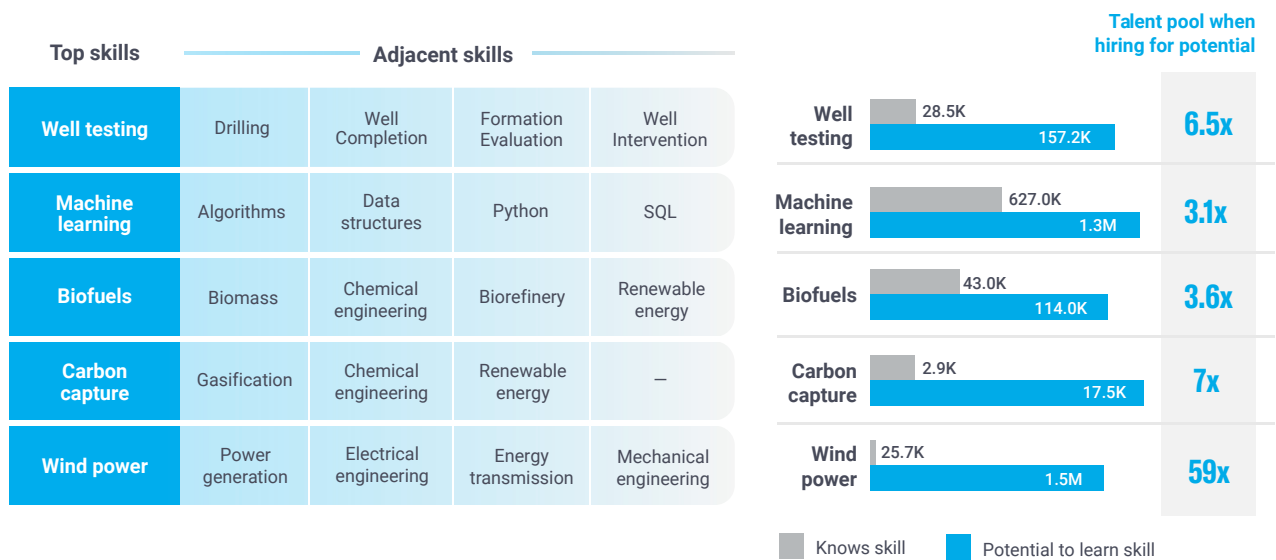 Talent pool when
hiring for potential
Top skills
Adjacent skills
Well testing
Drilling
Well
Completion
Formation
Evaluation
Well
Intervention
Well
testing
28.5K
157.2K
6.5x
Machine
learning
Algorithms
Data
structures
Python
SQL
Machine
learning
627.0K
1.3M
3.1x
Biofuels
Biomass
Chemical
engineering
Biorefinery
Renewable
energy
Biofuels
43.0K
114.0K
3.6x
Carbon
capture
Gasification
Chemical
engineering
Renewable
energy
—
Carbon
capture
2.9K
17.5K
7x
Wind power
Power
generation
Electrical
engineering
Energy
transmission
Mechanical
engineering
Wind
power
25.7K
1.5M
59x
Knows skill
Potential to learn skill